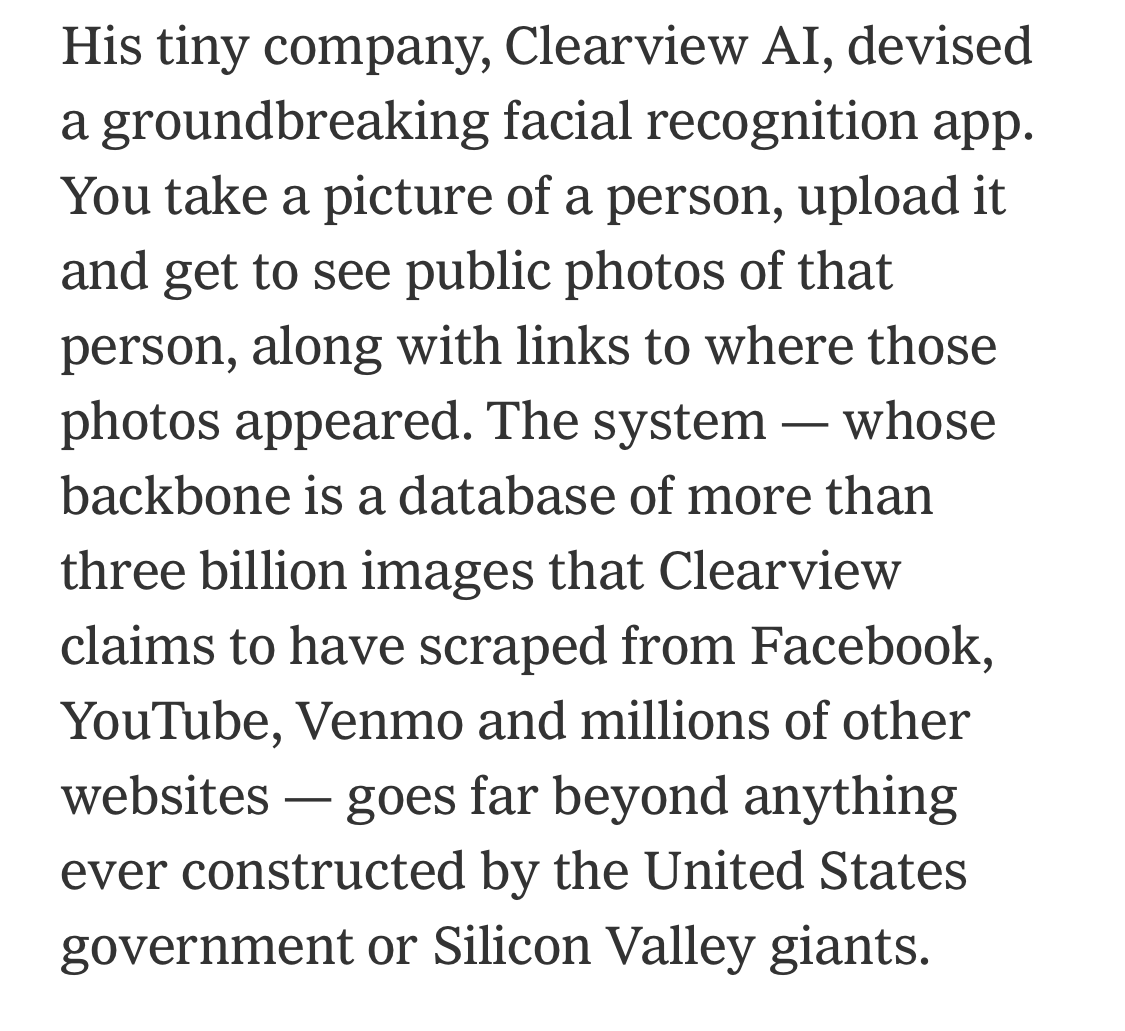 His tiny company, Clearview AI, devised
a groundbreaking facial recognition app.
You take a picture of a person, upload it
and get to see public photos of that
person, along with links to where those
photos appeared. The system — whose
backbone is a database of more than
three billion images that Clearview
claims to have scraped from Facebook,
YouTube, Venmo and millions of other
websites — goes far beyond anything
ever constructed by the United States
government or Silicon Valley giants.